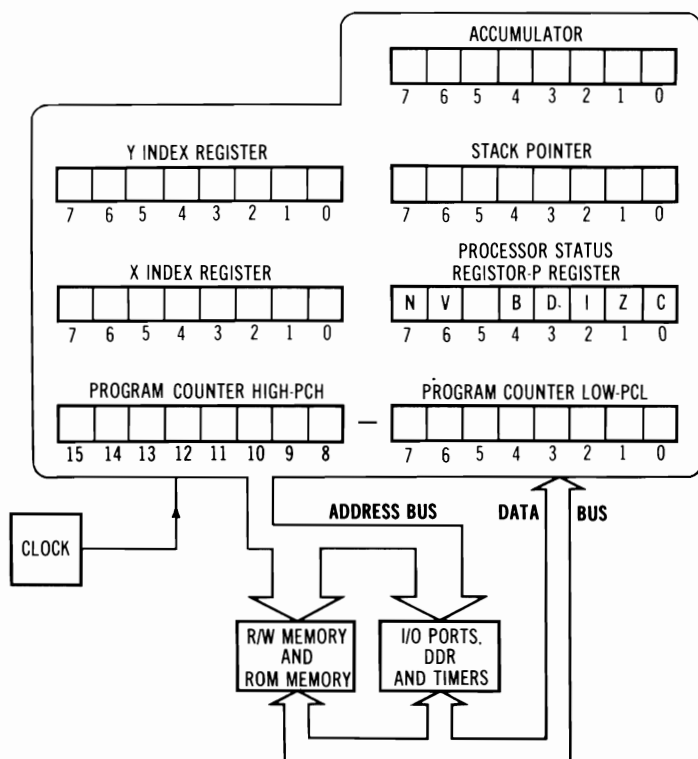 ACCUMULATOR
7 6 5 4 3 2 1 0
Y INDEX REGISTER
7 6 5 4 3 2 1 0
STACK POINTER
7 6 5 4 3 2 1 0
X INDEX REGISTER
7 6 5 4 3 2 1 0
PROCESSOR STATUS
REGISTOR-P REGISTER
N V B D I Z C
7 6 5 4 3 2 1 0
PROGRAM COUNTER HIGH-PCH
15 14 13 12 11 10 9 8
—
PROGRAM COUNTER LOW-PCL
7 6 5 4 3 2 1 0
CLOCK
ADDRESS BUS
DATA BUS
R/W MEMORY
AND
ROM MEMORY
I/O PORTS,
DDR
AND TIMERS